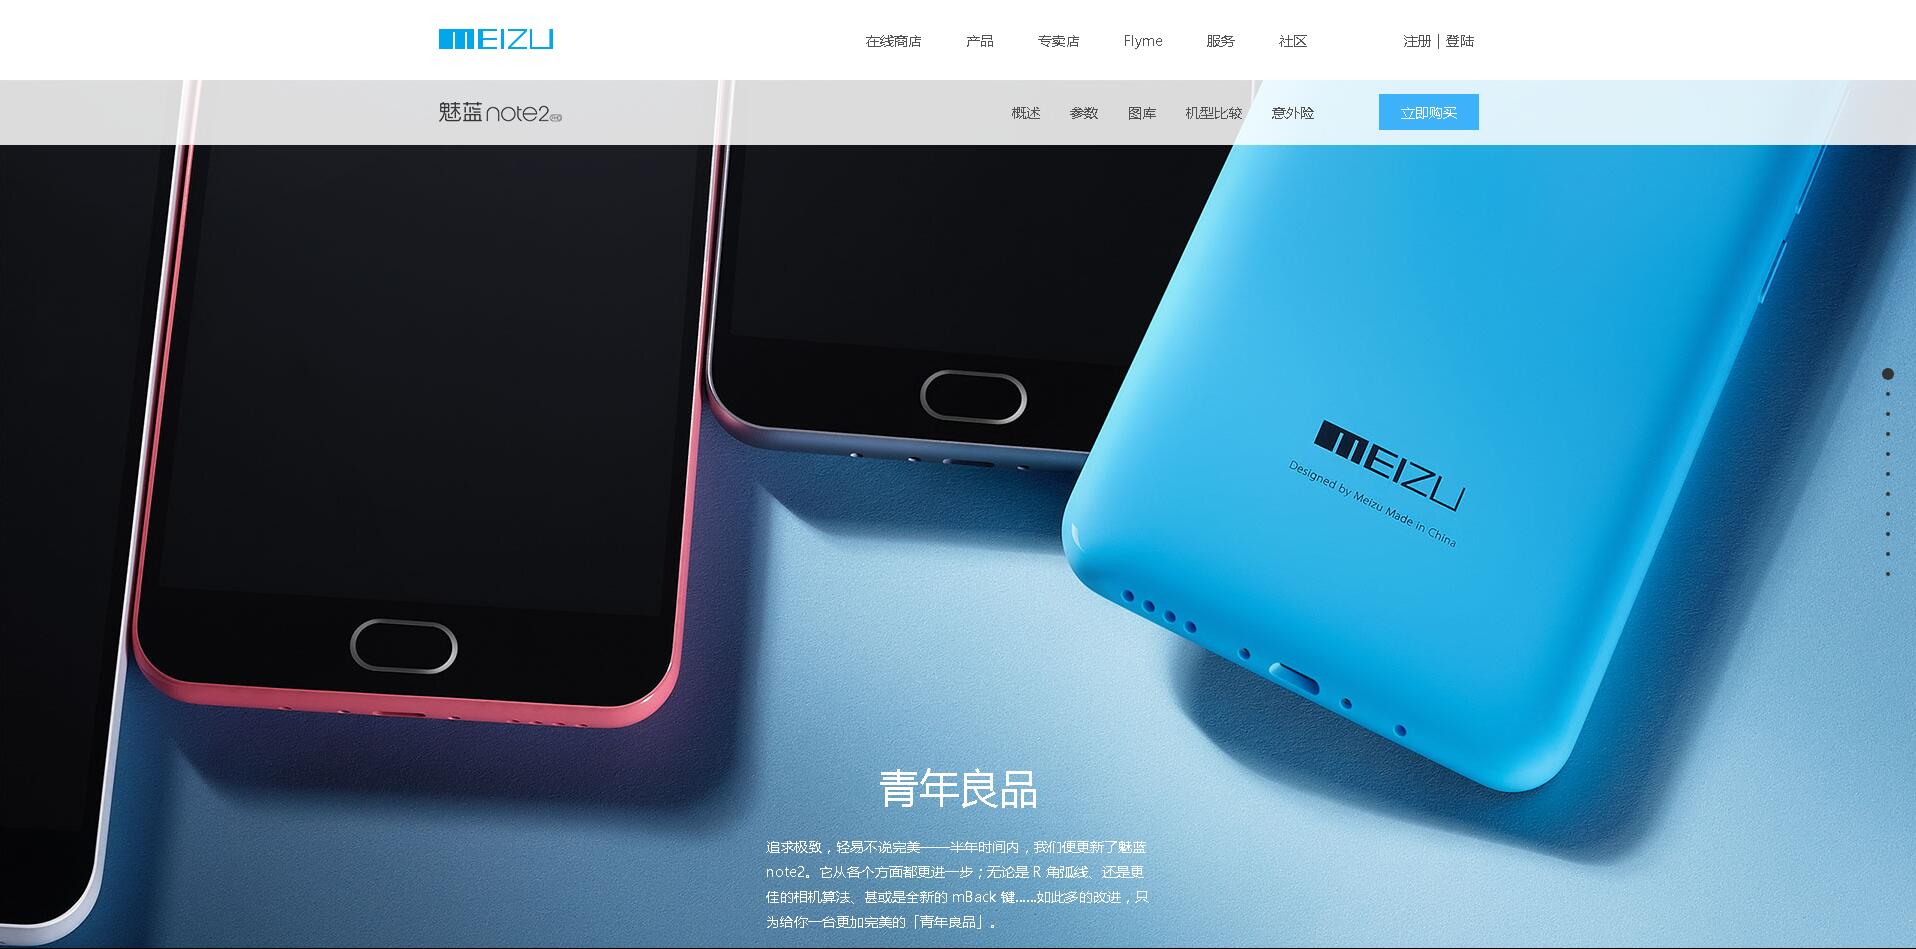 MEIZU
在线商店 产品 专卖店 Flyme 服务 社区 注册 | 登陆
魅蓝note2
概述 参数 图库 机型比较 意外险 立即购买
MEIZU
Designed by Meizu Made in China
青年良品
追求极致，轻易不说完美——半年时间内，我们便更新了魅蓝
note2。它从各个方面都更进一步；无论是 R 角弧线、还是更
佳的相机算法、甚或是全新的 mBack 键......如此多的改进，只
为给你一台更加完美的「青年良品」。